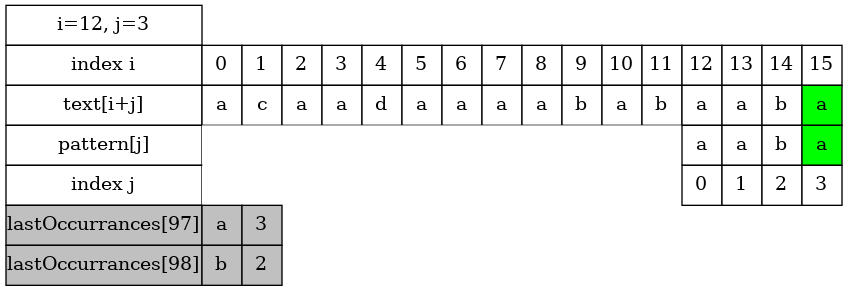 i=12, j=3
index i 0 1 2 3 4 5 6 7 8 9 10 11 12 13 14 15
text[i+j] a c a a d a a a a b a b a a b a
pattern[j] a a b a
index j 0 1 2 3
lastOccurrances[97] a 3
lastOccurrances[98] b 2